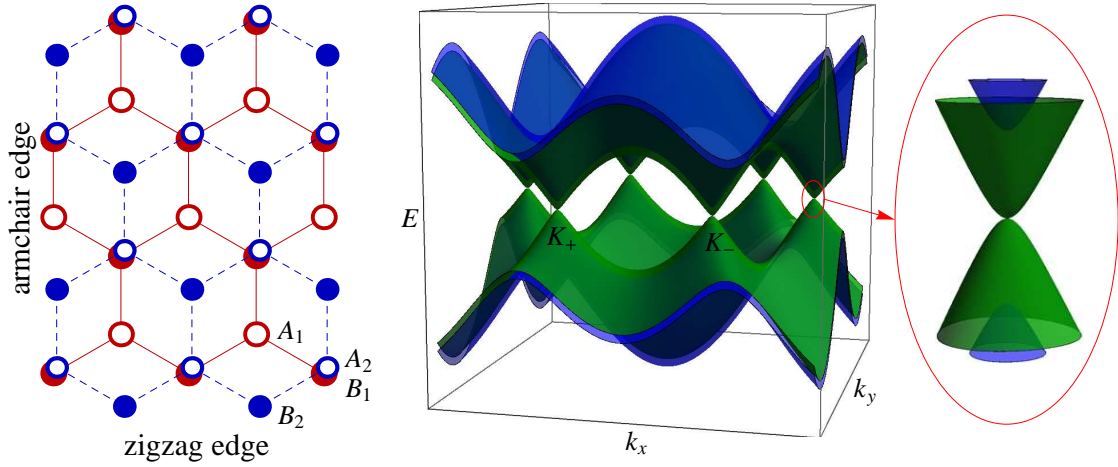 armchair edge
A1
A2
B1
B2
zigzag edge
E
K+
K−
kx
ky